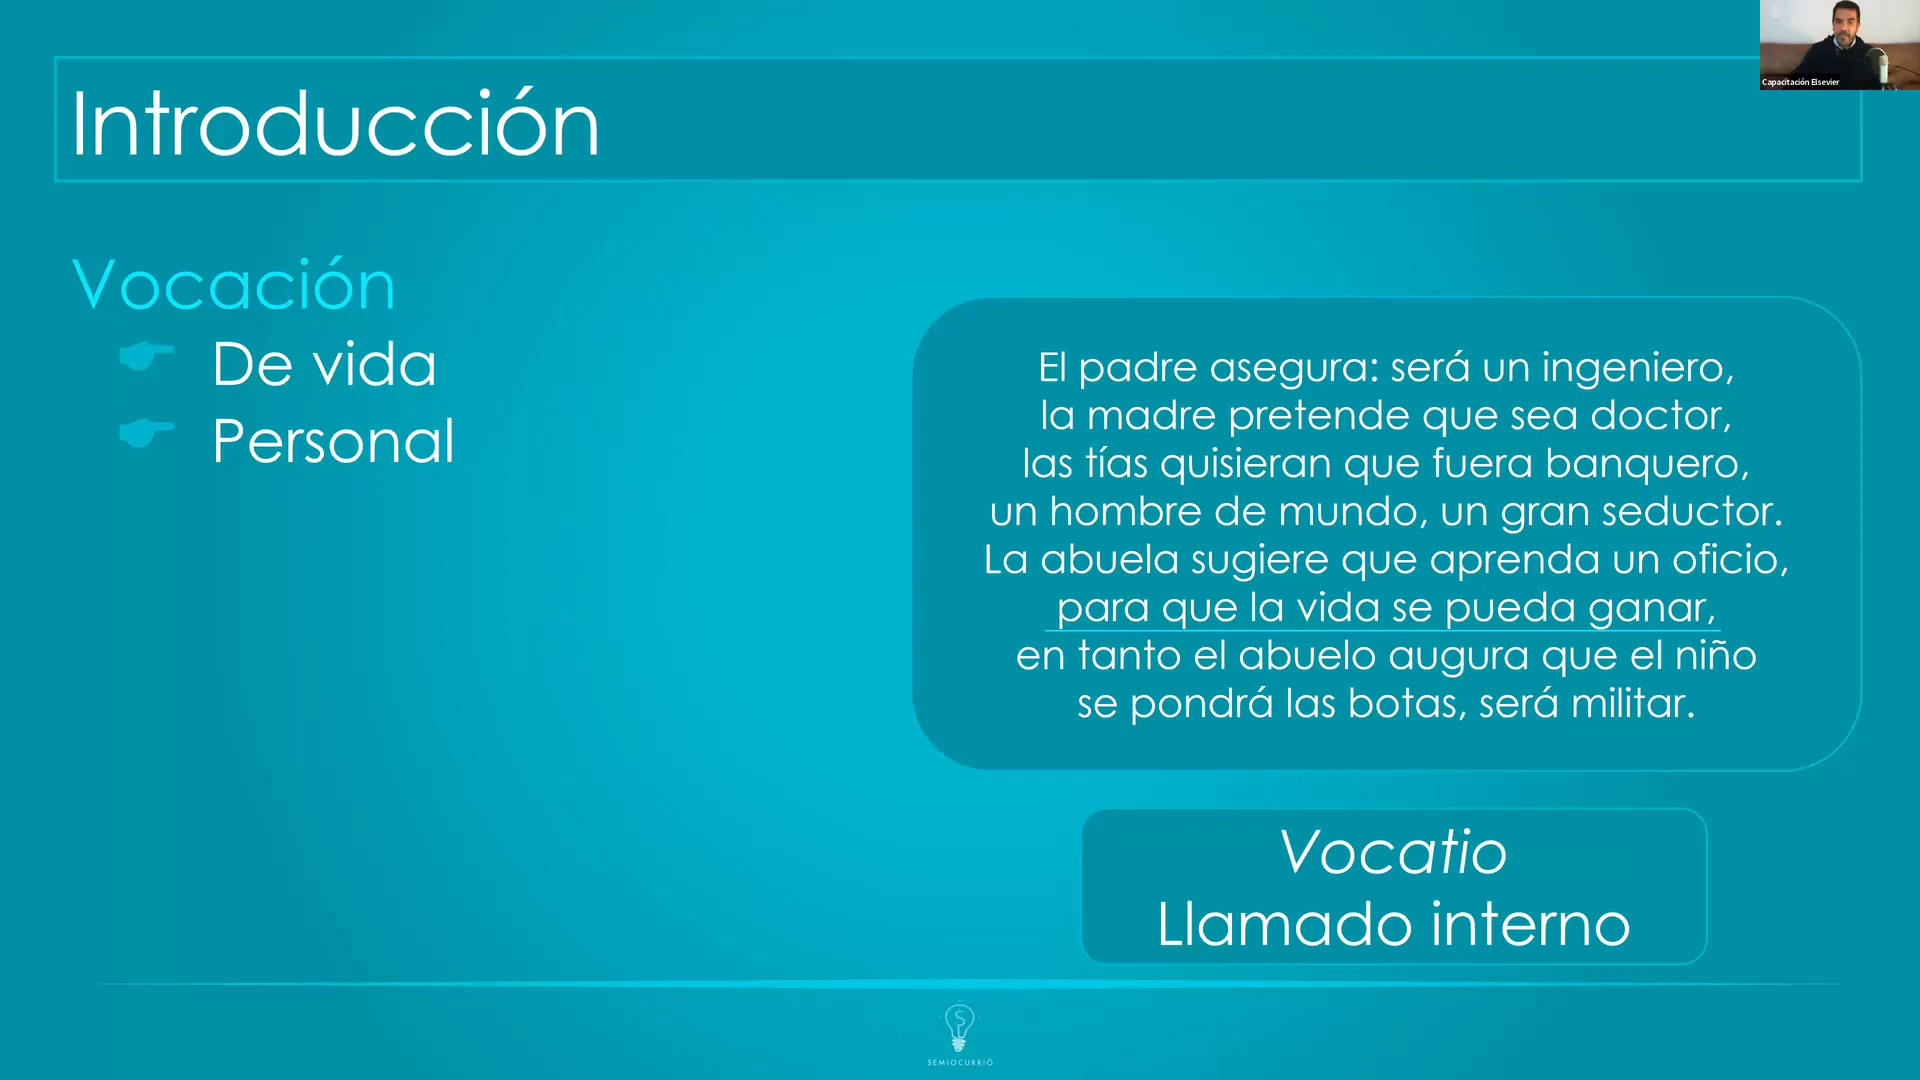 Capacitación Elsevier
Introducción
Vocación
De vida
Personal
El padre asegura: será un ingeniero,
la madre pretende que sea doctor,
las tías quisieran que fuera banquero,
un hombre de mundo, un gran seductor.
La abuela sugiere que aprenda un oficio,
para que la vida se pueda ganar,
en tanto el abuelo augura que el niño
se pondrá las botas, será militar.
Vocatio
Llamado interno
SEMIOCURRIÓ